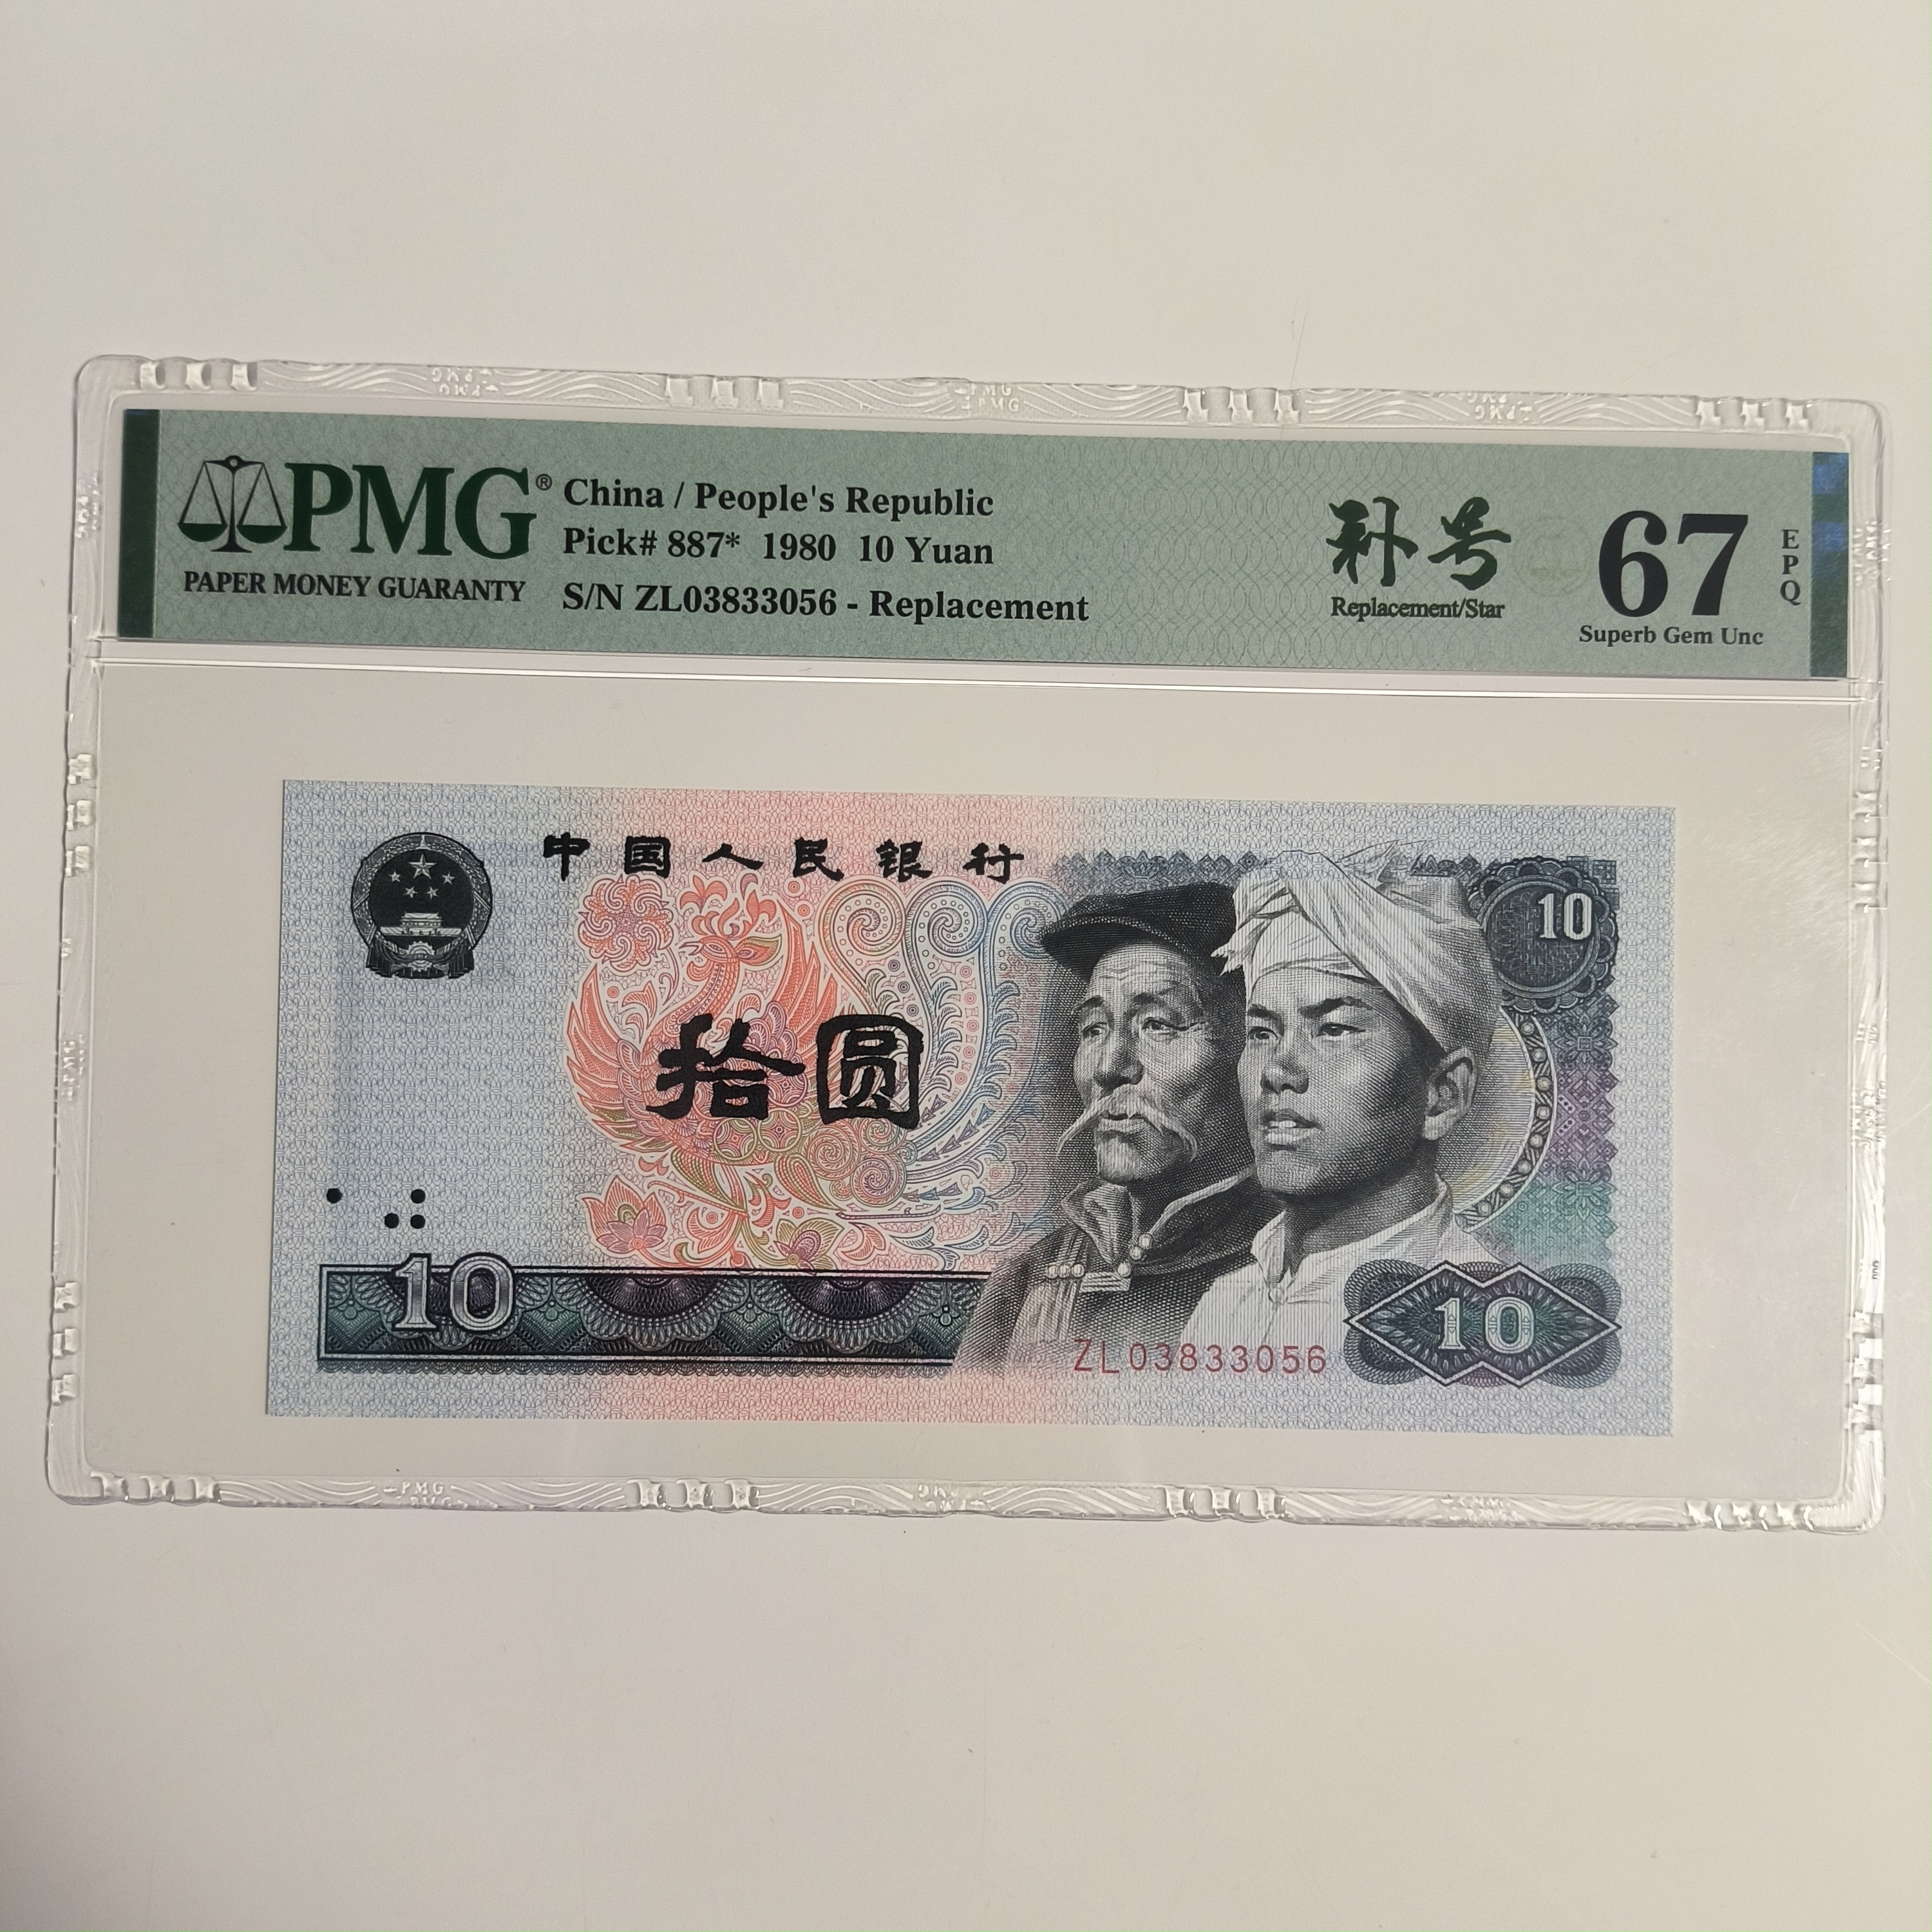 PMG® China / People's Republic
Pick# 887* 1980 10 Yuan
PAPER MONEY GUARANTY
S/N ZL03833056 - Replacement
补号
Replacement/Star
67
EPQ
Superb Gem Unc
中国人民银行
10
拾圆
10
10
ZL03833056